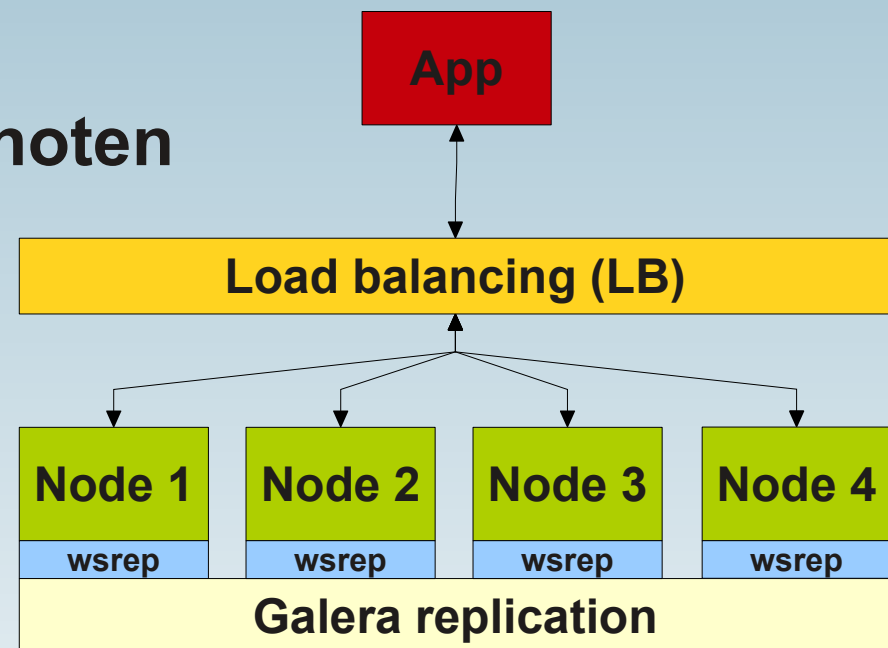 App
noten
Load balancing (LB)
Node 1 Node 2 Node 3 Node 4
wsrep wsrep wsrep wsrep
Galera replication